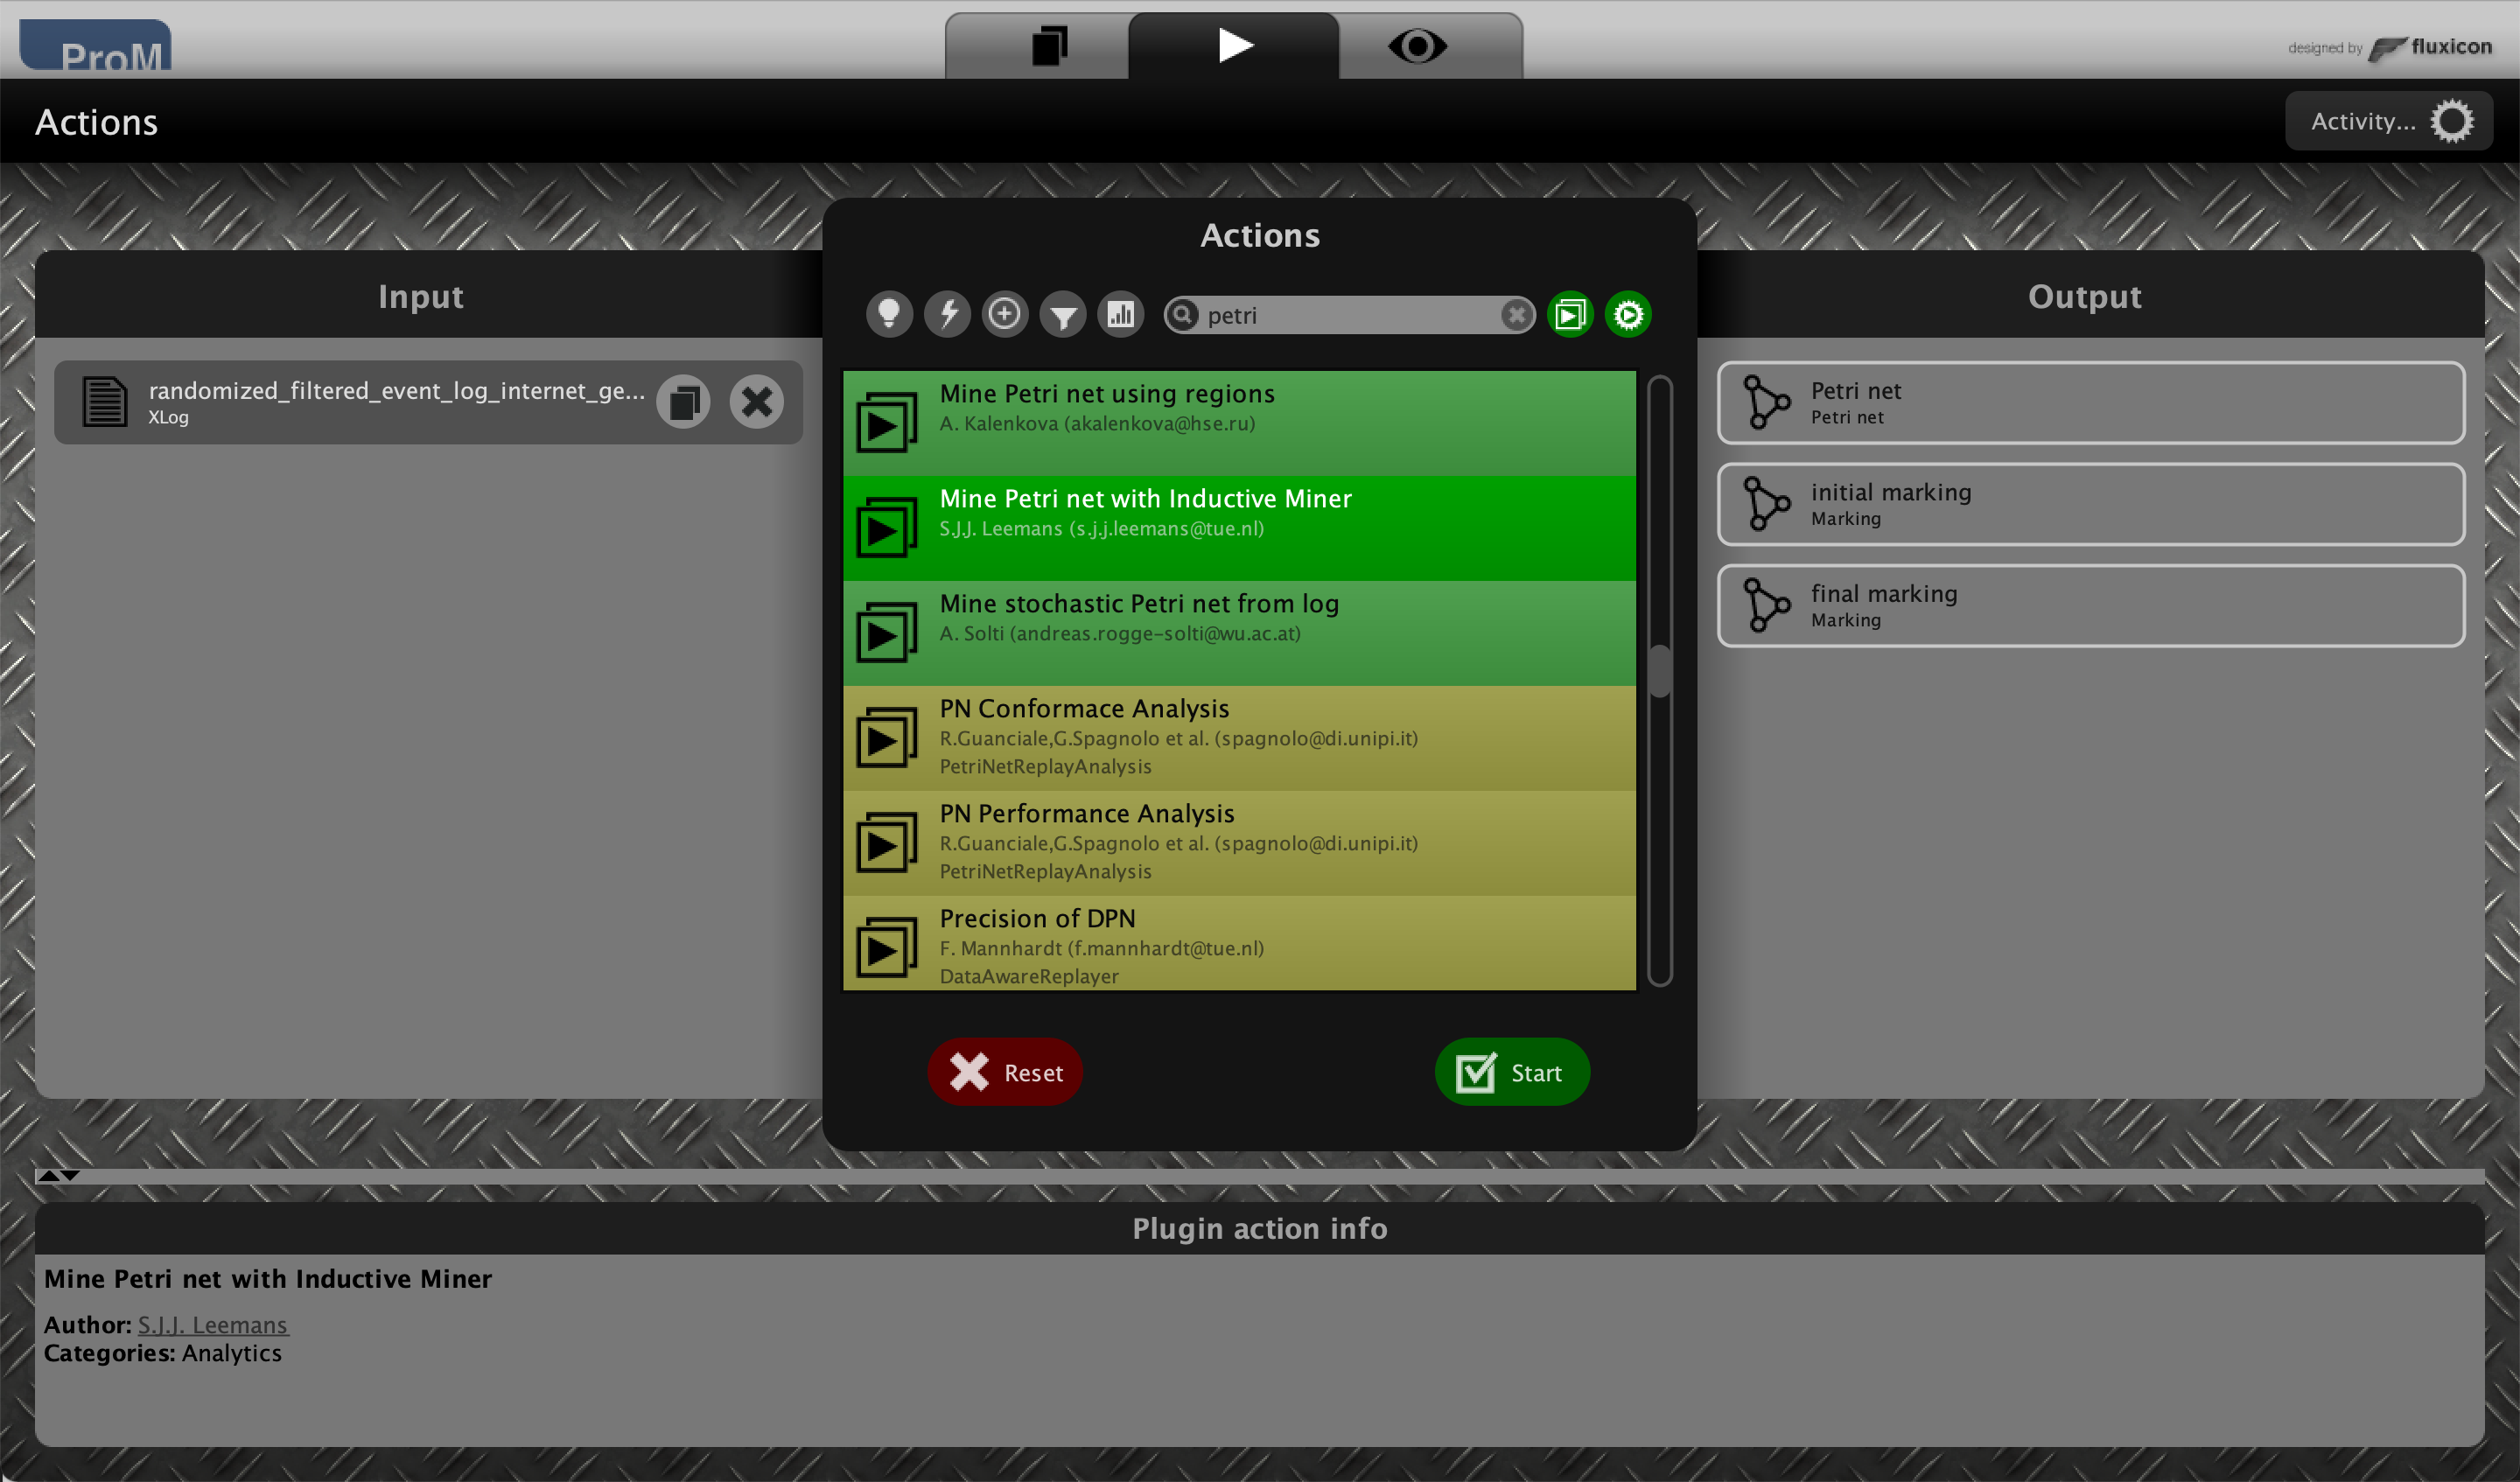 ProM
designed by fluxicon
Actions
Activity...
Input
randomized_filtered_event_log_internet_ge...
XLog
Actions
petri
Mine Petri net using regions
A. Kalenkova (akalenkova@hse.ru)
Mine Petri net with Inductive Miner
S.J.J. Leemans (s.j.j.leemans@tue.nl)
Mine stochastic Petri net from log
A. Solti (andreas.rogge-solti@wu.ac.at)
PN Conformace Analysis
R.Guanciale,G.Spagnolo et al. (spagnolo@di.unipi.it)
PetriNetReplayAnalysis
PN Performance Analysis
R.Guanciale,G.Spagnolo et al. (spagnolo@di.unipi.it)
PetriNetReplayAnalysis
Precision of DPN
F. Mannhardt (f.mannhardt@tue.nl)
DataAwareReplayer
Reset
Start
Output
Petri net
Petri net
initial marking
Marking
final marking
Marking
Plugin action info
Mine Petri net with Inductive Miner
Author: S.J.J. Leemans
Categories: Analytics